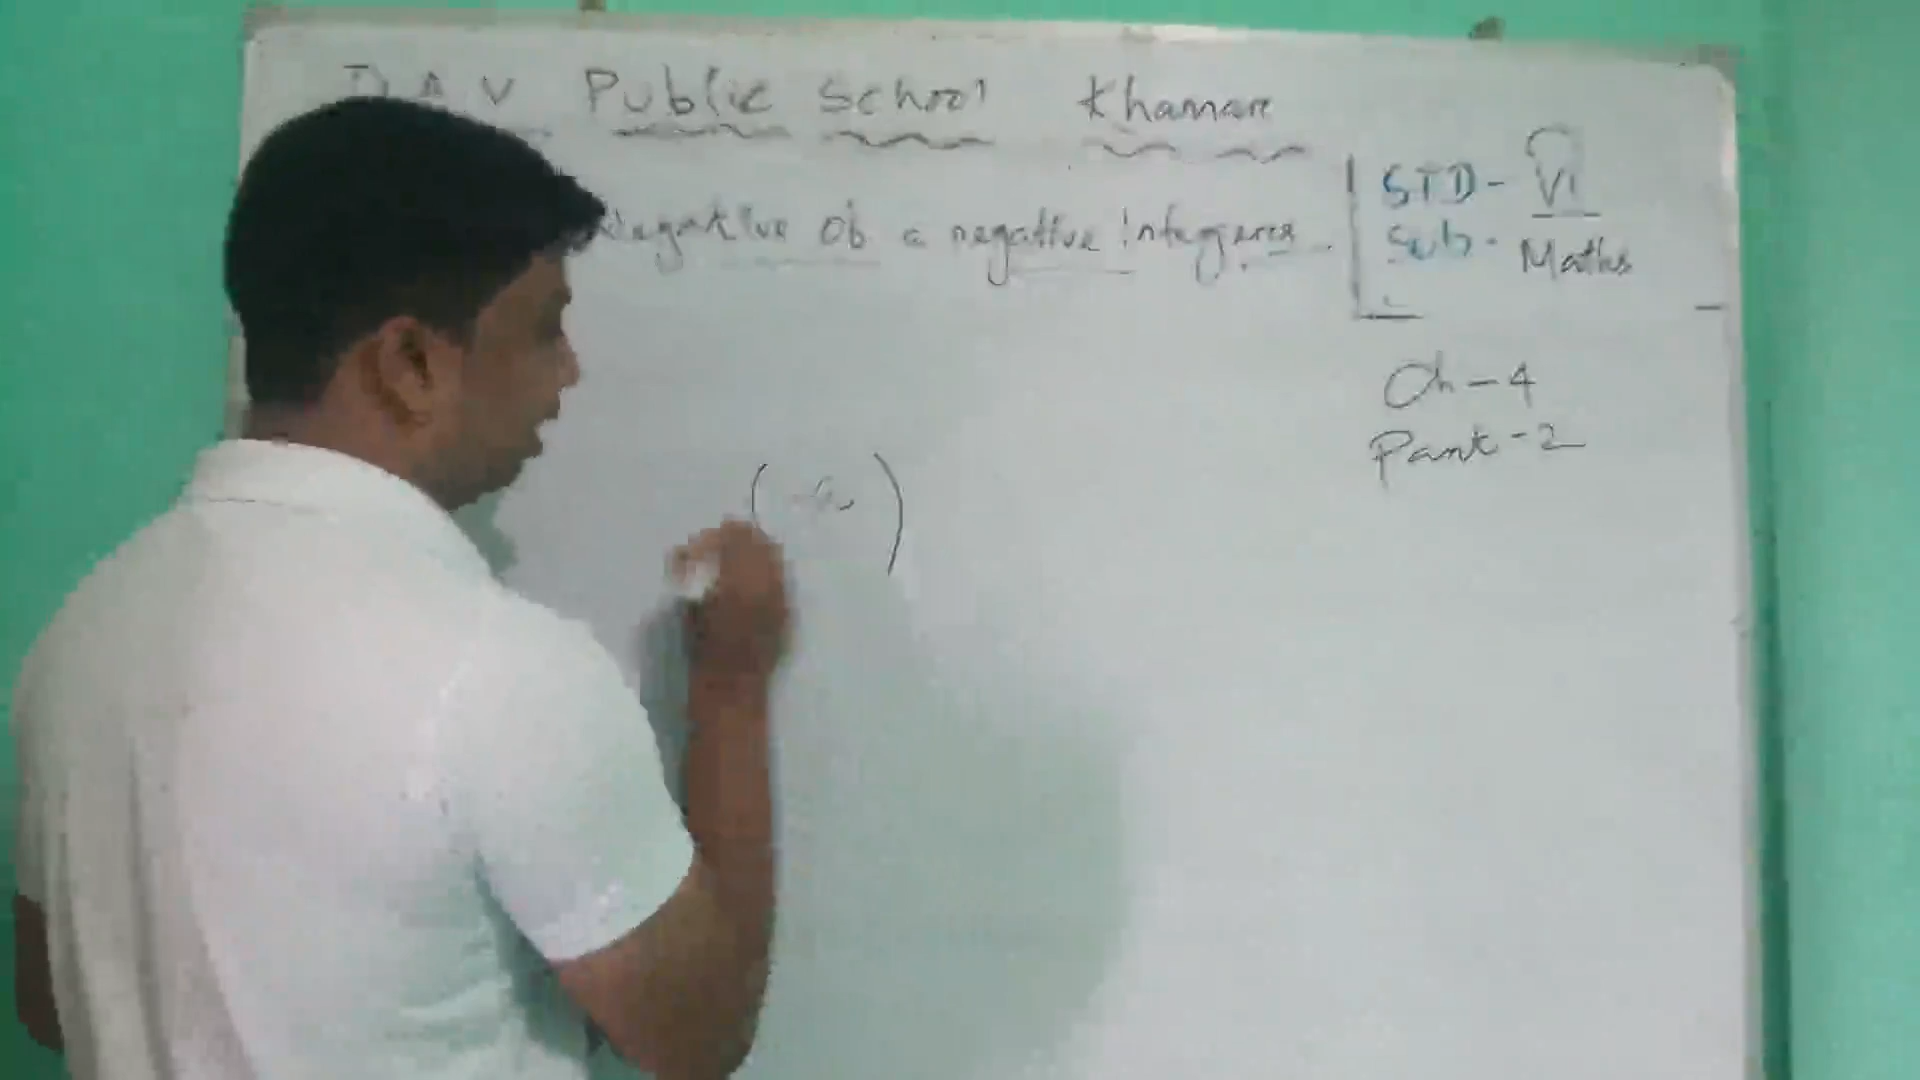 D.A.V Public School Khamar
Negative of a negative integers.
STD - VI
Sub - Maths
Ch - 4
Part - 2
(-a)